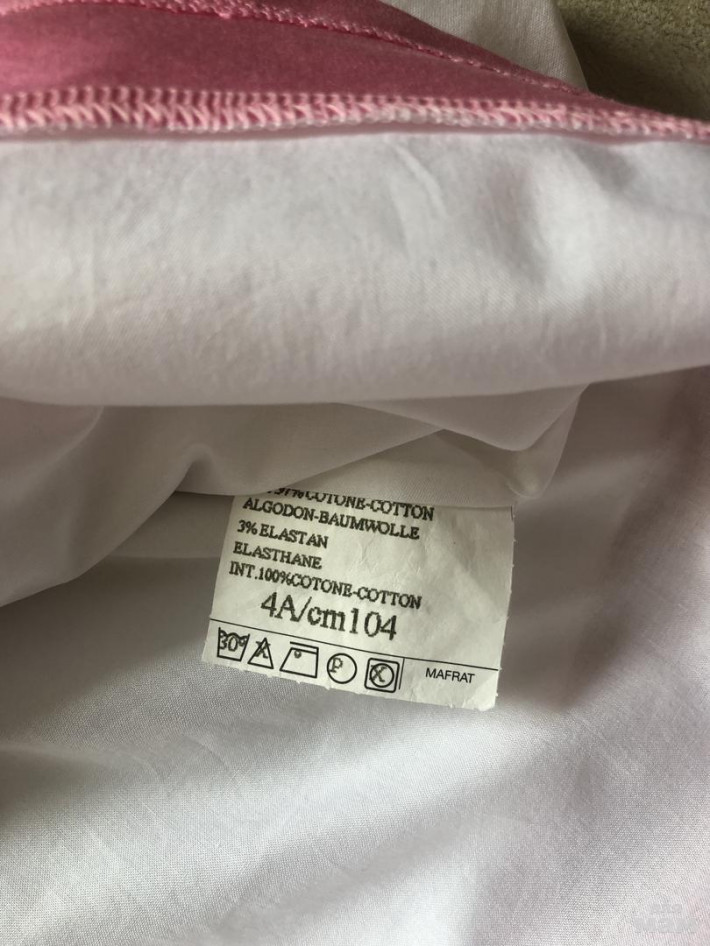 97% COTONE-COTTON
ALGODON-BAUMWOLLE
3% ELASTAN
ELASTHANE
INT.100%COTONE-COTTON
4A/cm104
30° P
MAFRAT